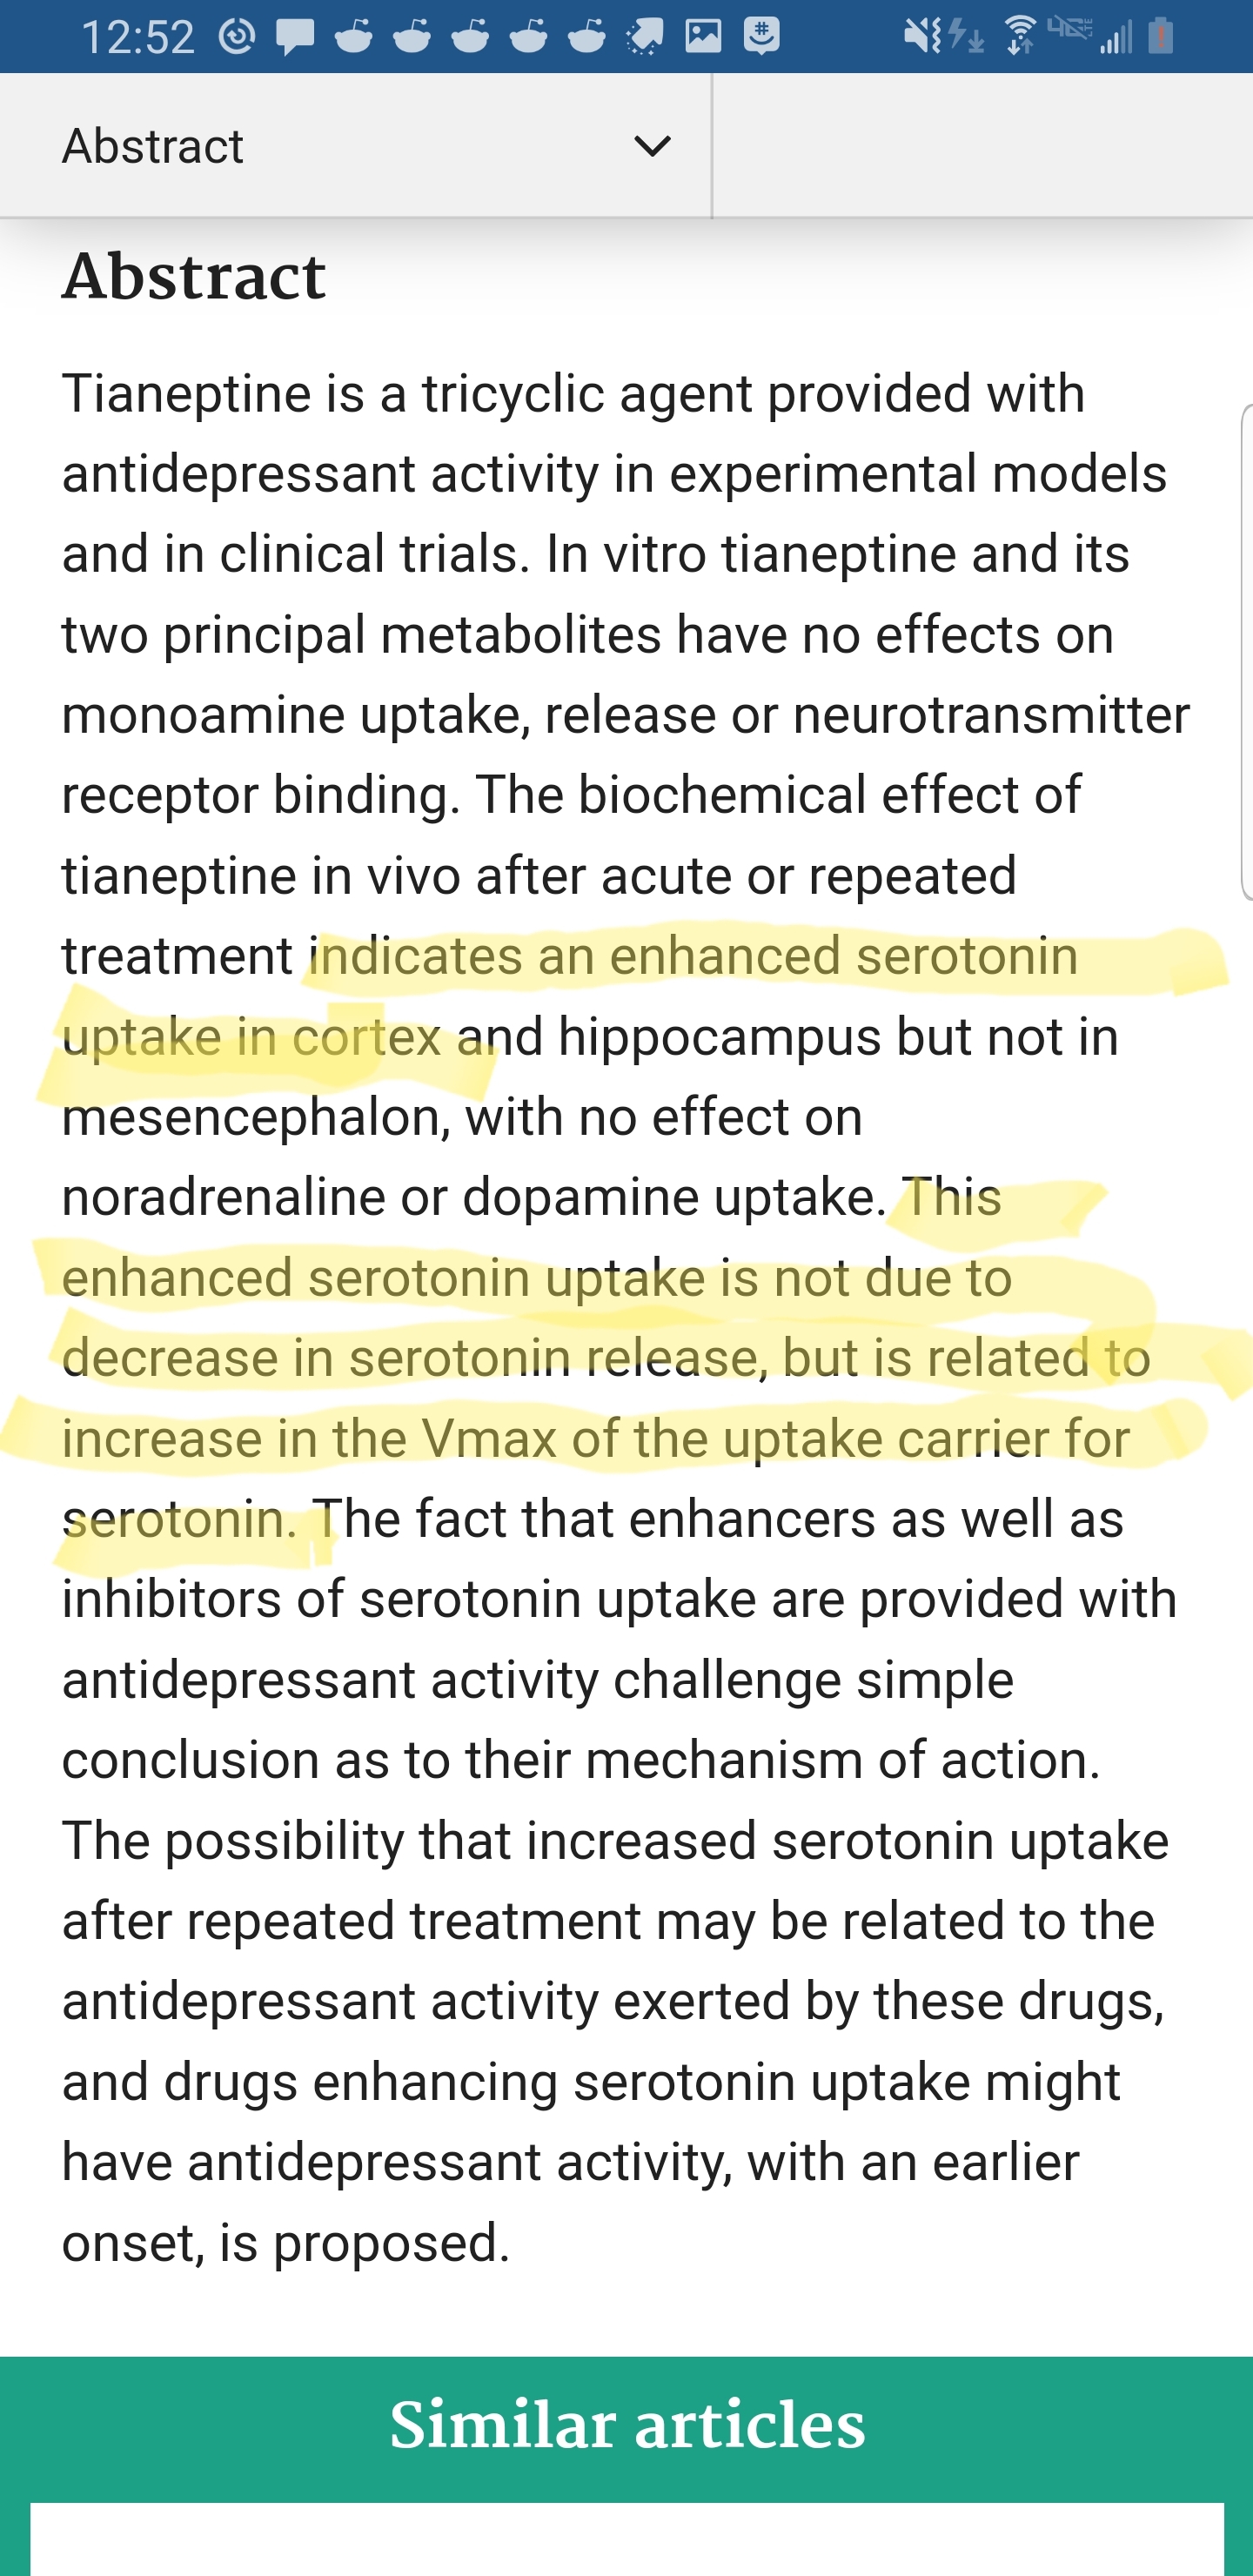 12:52
Abstract
Abstract
Tianeptine is a tricyclic agent provided with
antidepressant activity in experimental models
and in clinical trials. In vitro tianeptine and its
two principal metabolites have no effects on
monoamine uptake, release or neurotransmitter
receptor binding. The biochemical effect of
tianeptine in vivo after acute or repeated
treatment indicates an enhanced serotonin
uptake in cortex and hippocampus but not in
mesencephalon, with no effect on
noradrenaline or dopamine uptake. This
enhanced serotonin uptake is not due to
decrease in serotonin release, but is related to
increase in the Vmax of the uptake carrier for
serotonin. The fact that enhancers as well as
inhibitors of serotonin uptake are provided with
antidepressant activity challenge simple
conclusion as to their mechanism of action.
The possibility that increased serotonin uptake
after repeated treatment may be related to the
antidepressant activity exerted by these drugs,
and drugs enhancing serotonin uptake might
have antidepressant activity, with an earlier
onset, is proposed.
Similar articles